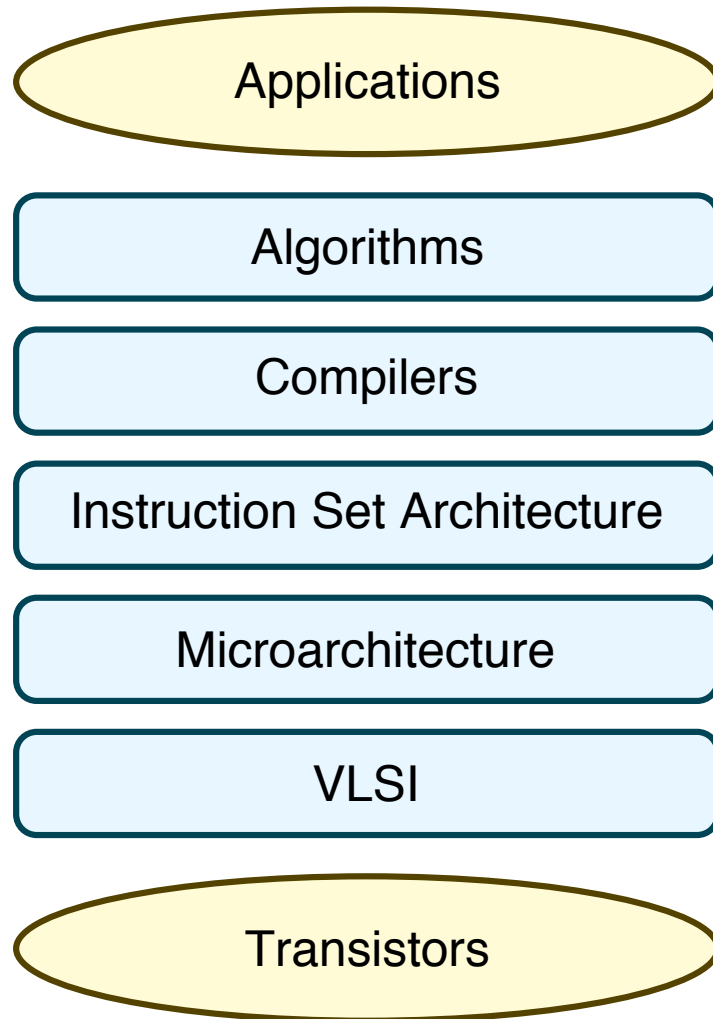 Applications
Algorithms
Compilers
Instruction Set Architecture
Microarchitecture
VLSI
Transistors